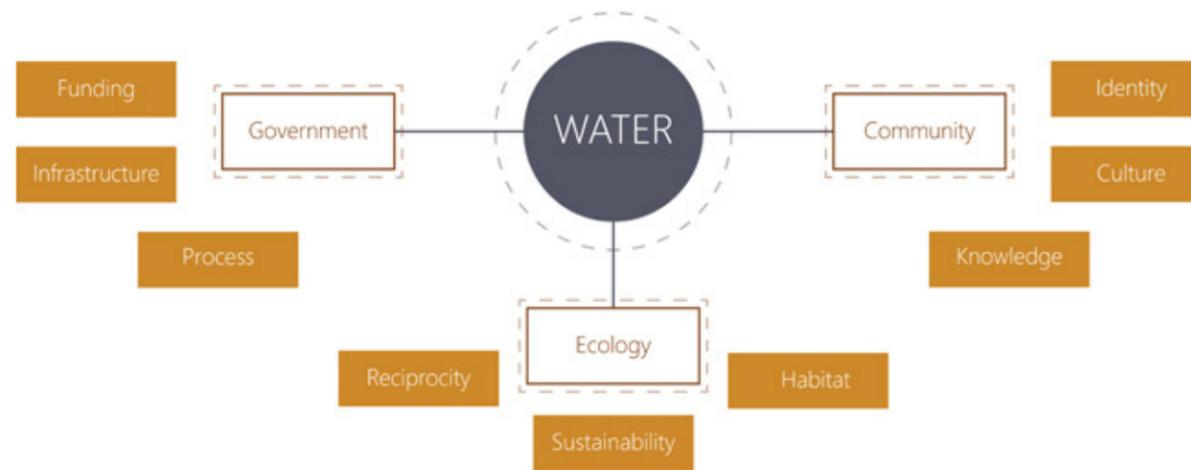 Funding
Government
WATER
Community
Identity
Infrastructure
Culture
Process
Knowledge
Ecology
Reciprocity
Habitat
Sustainability